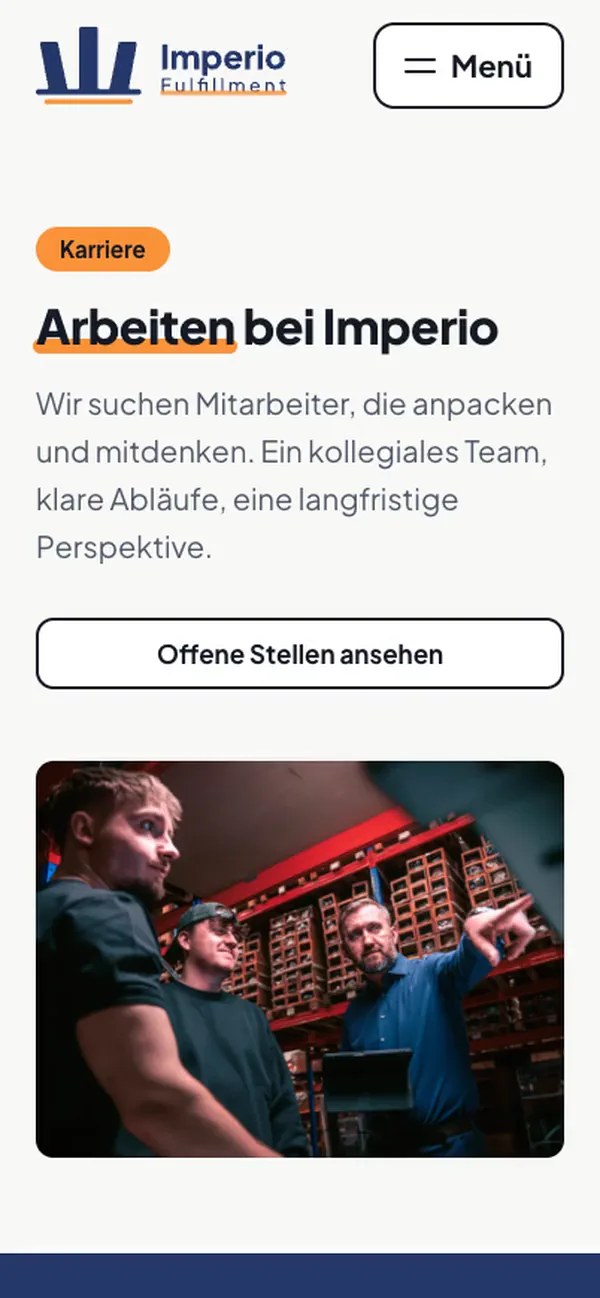 Imperio
Fulfillment
Menü
Karriere
Arbeiten bei Imperio
Wir suchen Mitarbeiter, die anpacken
und mitdenken. Ein kollegiales Team,
klare Abläufe, eine langfristige
Perspektive.
Offene Stellen ansehen